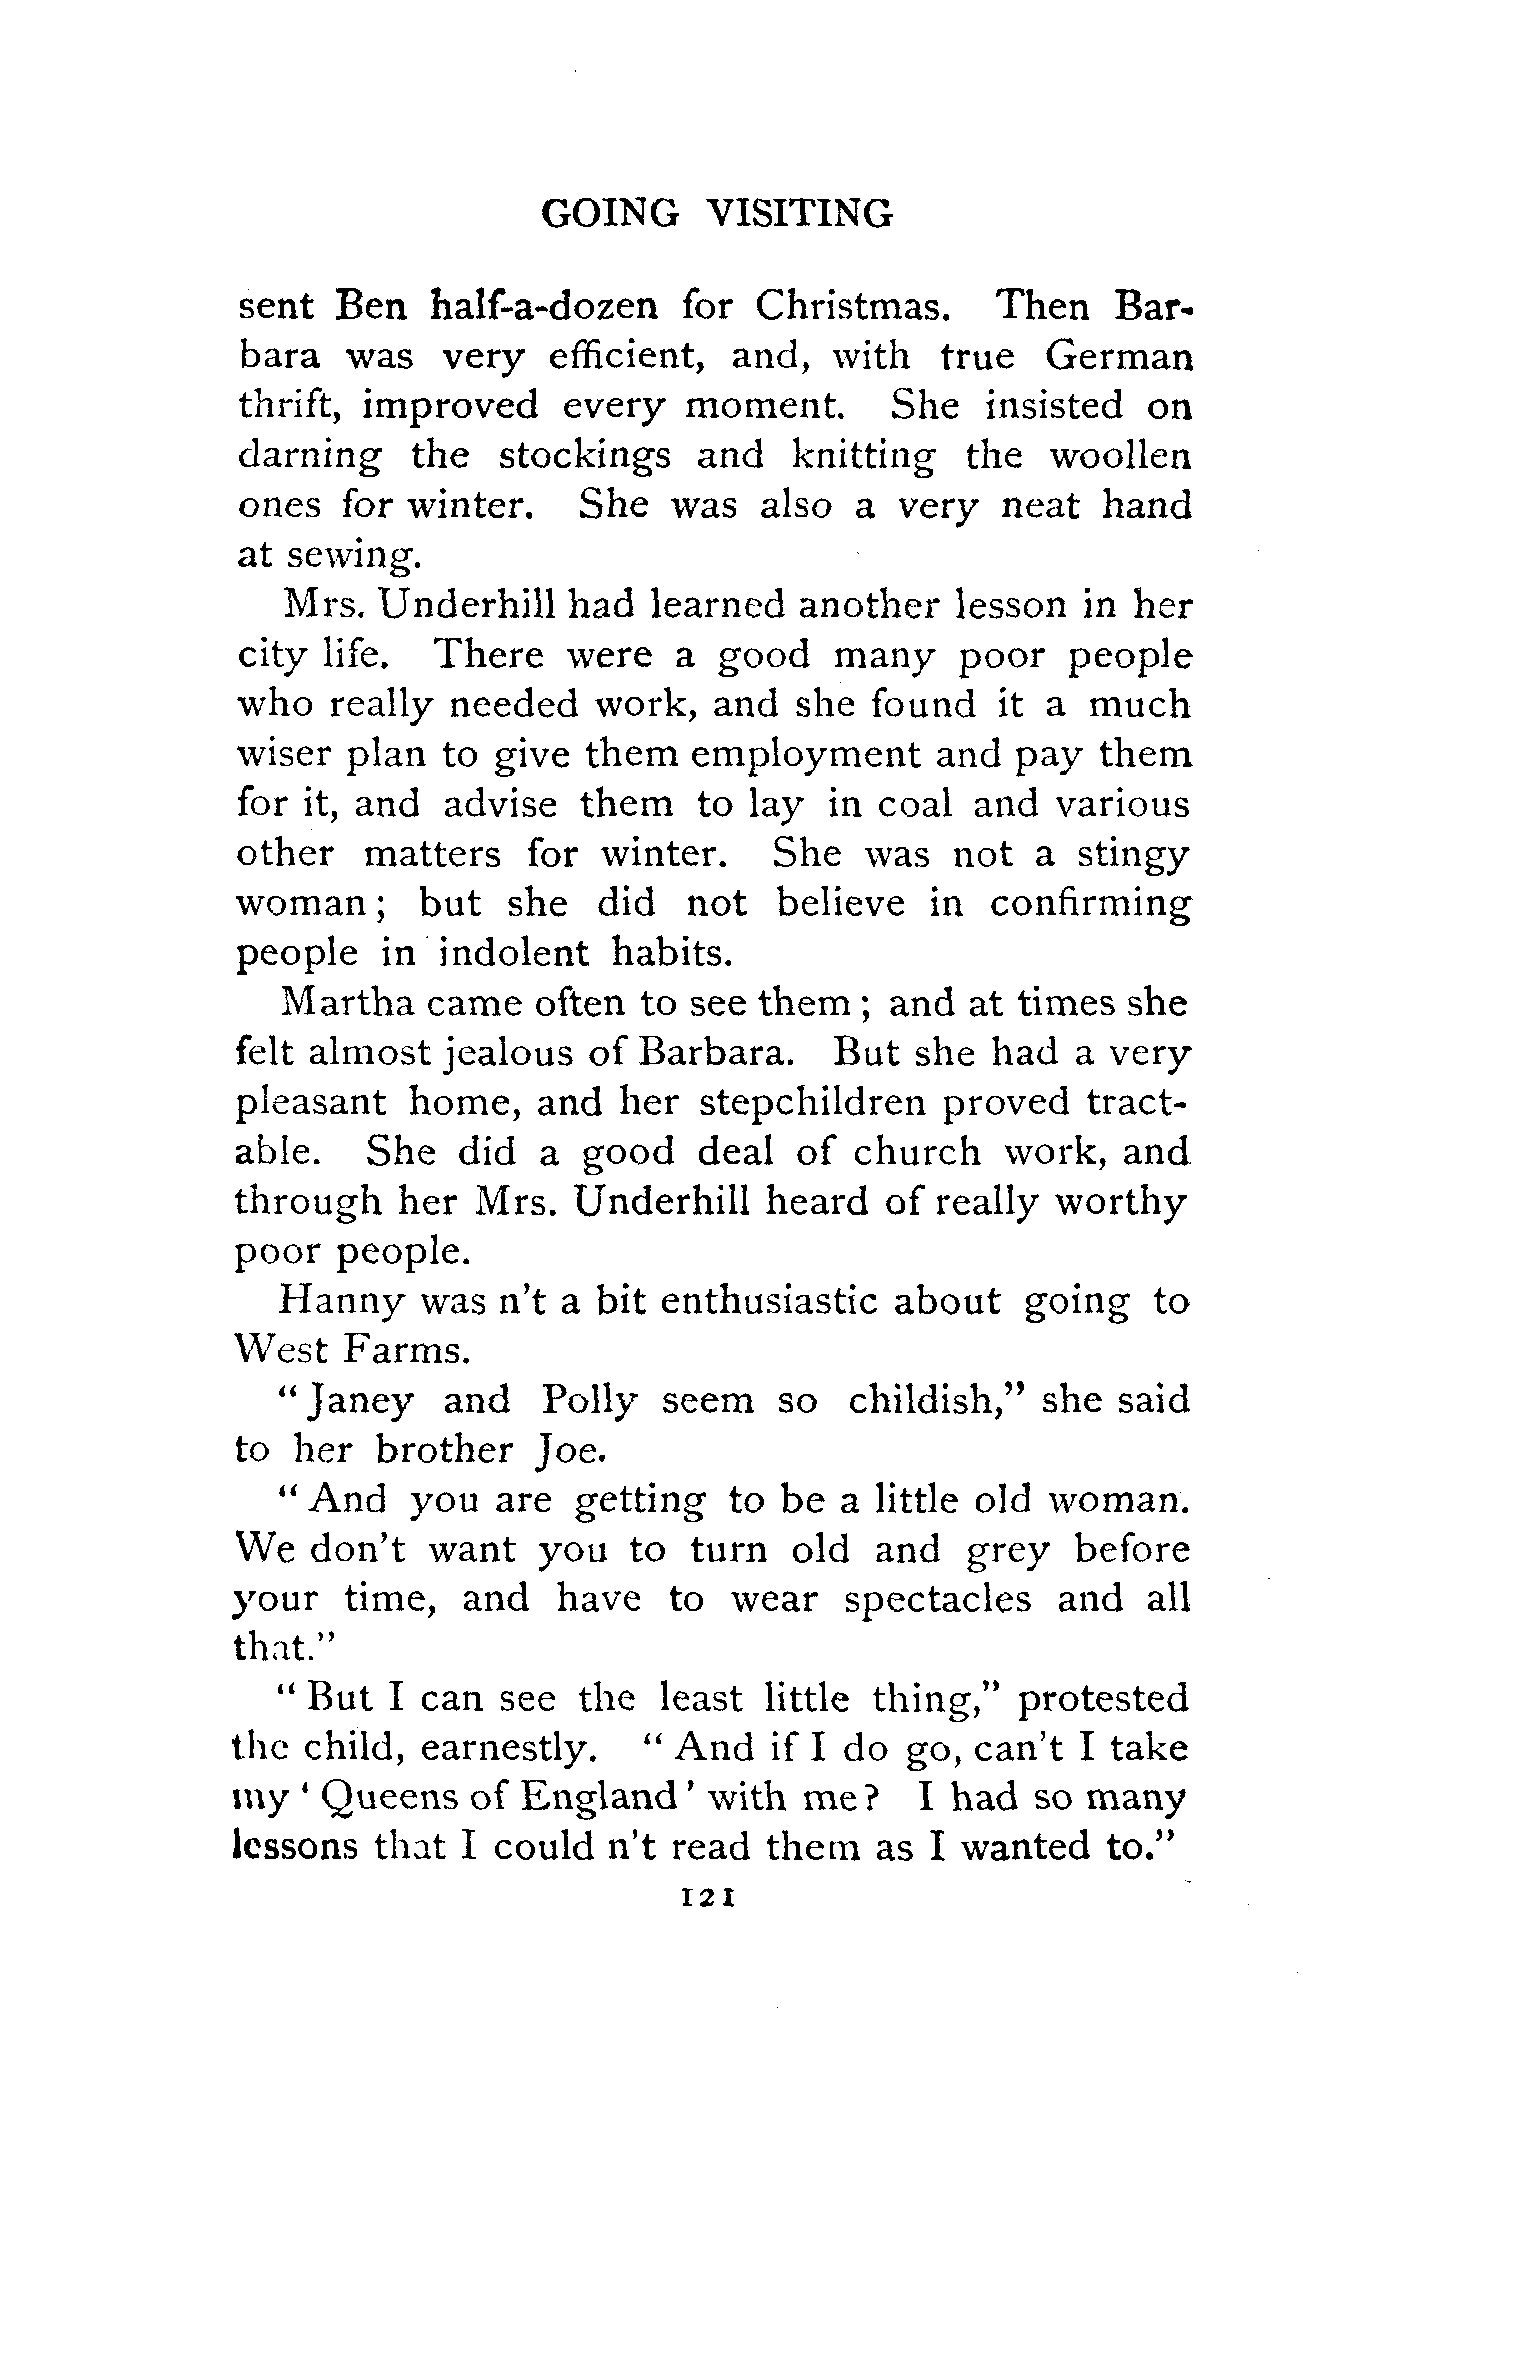 GOING VISITING
sent Ben half-a-dozen for Christmas. Then Bar-
bara was very efficient, and, with true German
thrift, improved every moment. She insisted on
darning the stockings and knitting the woollen
ones for winter. She was also a very neat hand
at sewing.
Mrs. Underhill had learned another lesson in her
city life. There were a good many poor people
who really needed work, and she found it a much
wiser plan to give them employment and pay them
for it, and advise them to lay in coal and various
other matters for winter. She was not a stingy
woman; but she did not believe in confirming
people in indolent habits.
Martha came often to see them; and at times she
felt almost jealous of Barbara. But she had a very
pleasant home, and her stepchildren proved tract-
able. She did a good deal of church work, and
through her Mrs. Underhill heard of really worthy
poor people.
Hanny was n't a bit enthusiastic about going to
West Farms.
"Janey and Polly seem so childish," she said
to her brother Joe.
"And you are getting to be a little old woman.
We don't want you to turn old and grey before
your time, and have to wear spectacles and all
that."
"But I can see the least little thing," protested
the child, earnestly. "And if I do go, can't I take
my 'Queens of England' with me? I had so many
lessons that I could n't read them as I wanted to."
121